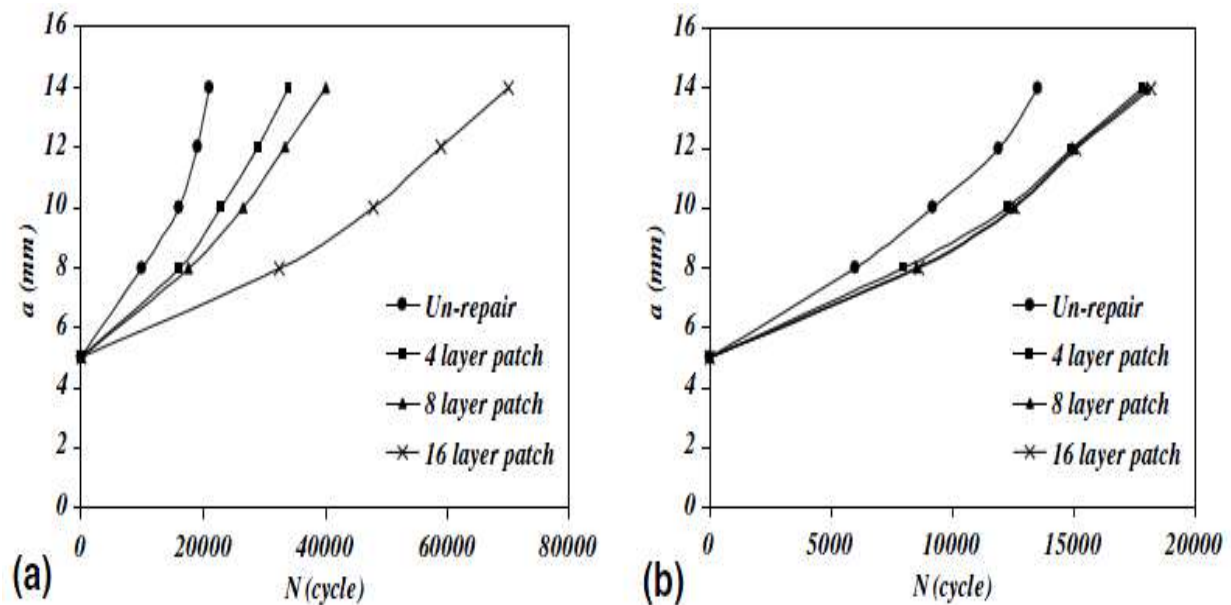 16
14
12
10
8
6
4
2
0
a (mm)
Un-repair
4 layer patch
8 layer patch
16 layer patch
0 20000 40000 60000 80000
N (cycle)
(a)
16
14
12
10
8
6
4
2
0
a (mm)
Un-repair
4 layer patch
8 layer patch
16 layer patch
0 5000 10000 15000 20000
N (cycle)
(b)